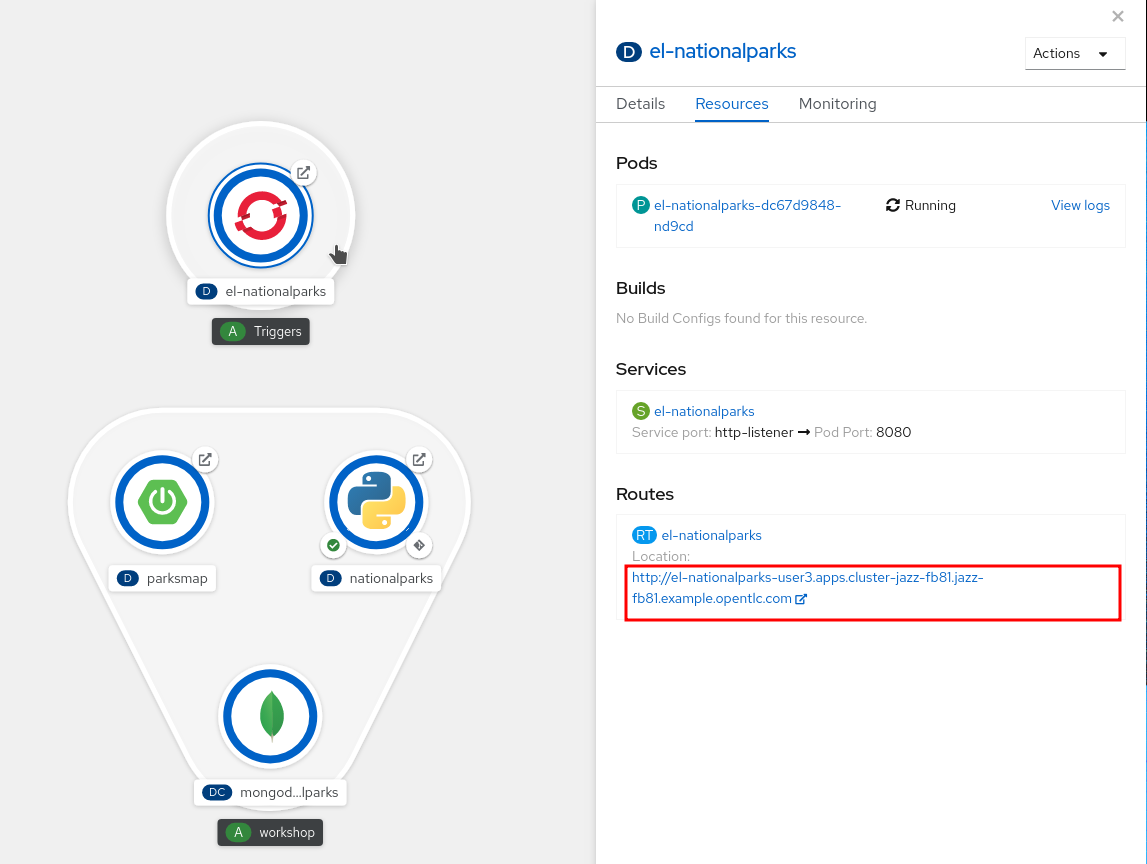 D el-nationalparks
A Triggers
D parksmap
D nationalparks
DC mongod...lparks
A workshop
D el-nationalparks
Actions
Details Resources Monitoring
Pods
P el-nationalparks-dc67d9848-
nd9cd
Running
View logs
Builds
No Build Configs found for this resource.
Services
S el-nationalparks
Service port: http-listener → Pod Port: 8080
Routes
RT el-nationalparks
Location:
http://el-nationalparks-user3.apps.cluster-jazz-fb81.jazz-
fb81.example.opentlc.com